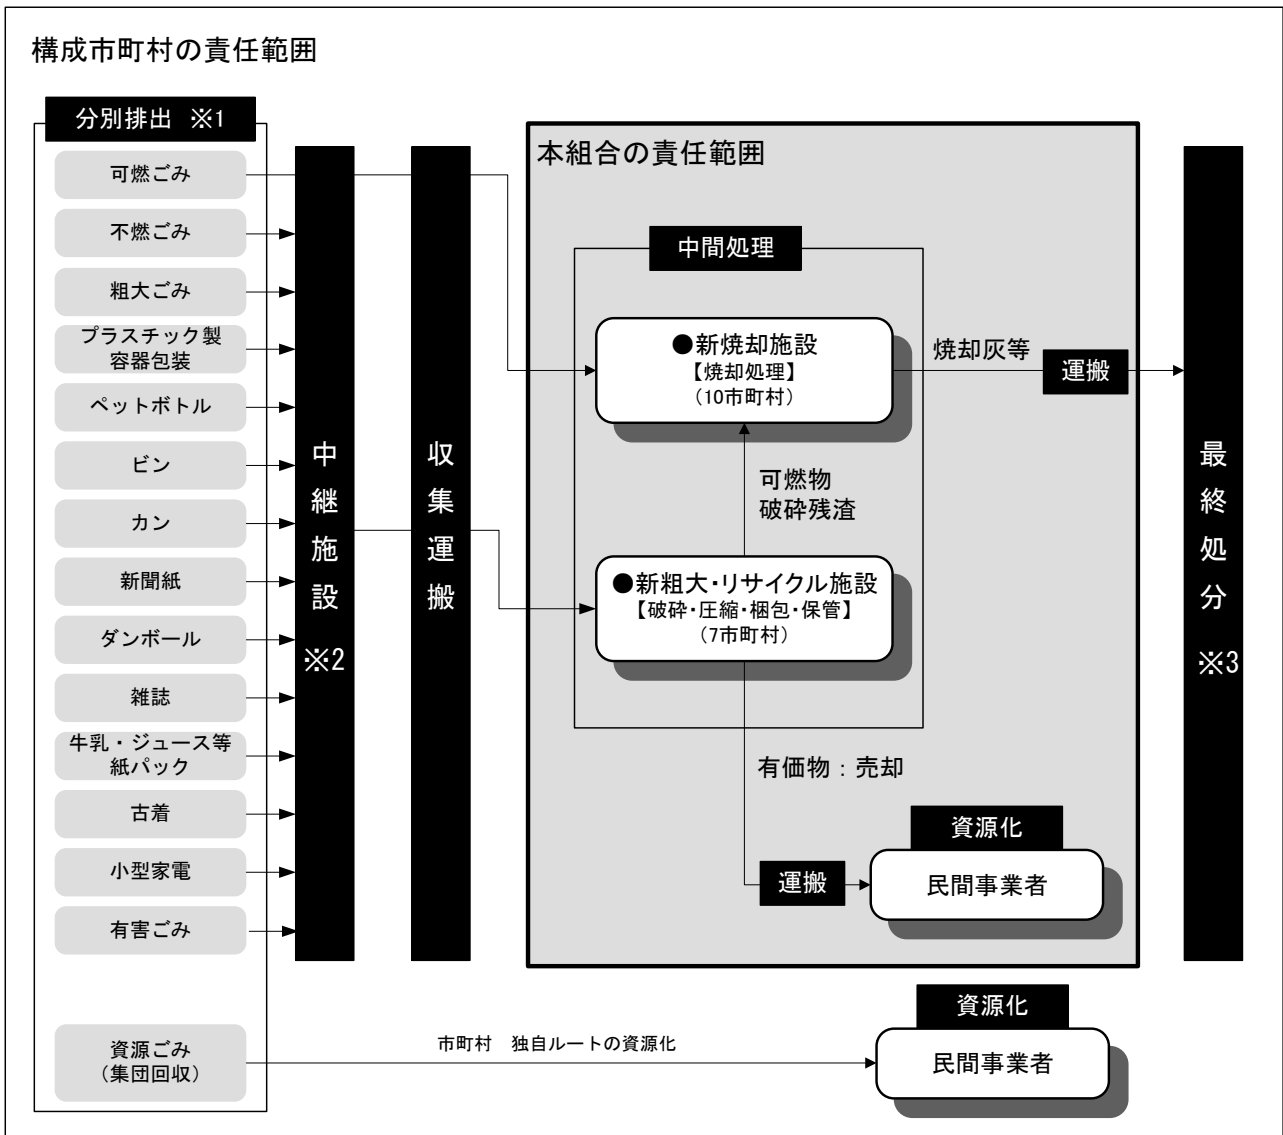 構成市町村の責任範囲
分別排出 ※1
可燃ごみ
不燃ごみ
粗大ごみ
プラスチック製
容器包装
ペットボトル
ビン
カン
新聞紙
ダンボール
雑誌
牛乳・ジュース等
紙パック
古着
小型家電
有害ごみ
資源ごみ
(集団回収)
中継施設
※2
収集運搬
本組合の責任範囲
中間処理
●新焼却施設
【焼却処理】
(10市町村)
焼却灰等
運搬
可燃物
破砕残渣
●新粗大・リサイクル施設
【破砕・圧縮・梱包・保管】
(7市町村)
有価物：売却
運搬
資源化
民間事業者
最終処分
※3
市町村 独自ルートの資源化
資源化
民間事業者